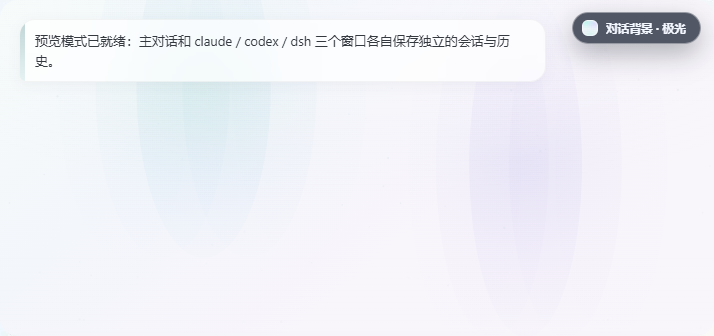 预览模式已就绪：主对话和 claude / codex / dsh 三个窗口各自保存独立的会话与历
史。
对话背景 · 极光